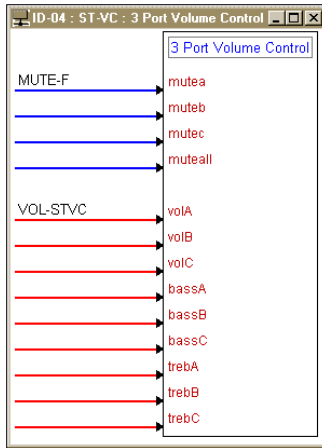 ID-04 : ST-VC : 3 Port Volume Control
3 Port Volume Control
MUTE-F
mutea
muteb
mutec
muteall
VOL-STVC
volA
volB
volC
bassA
bassB
bassC
trebA
trebB
trebC